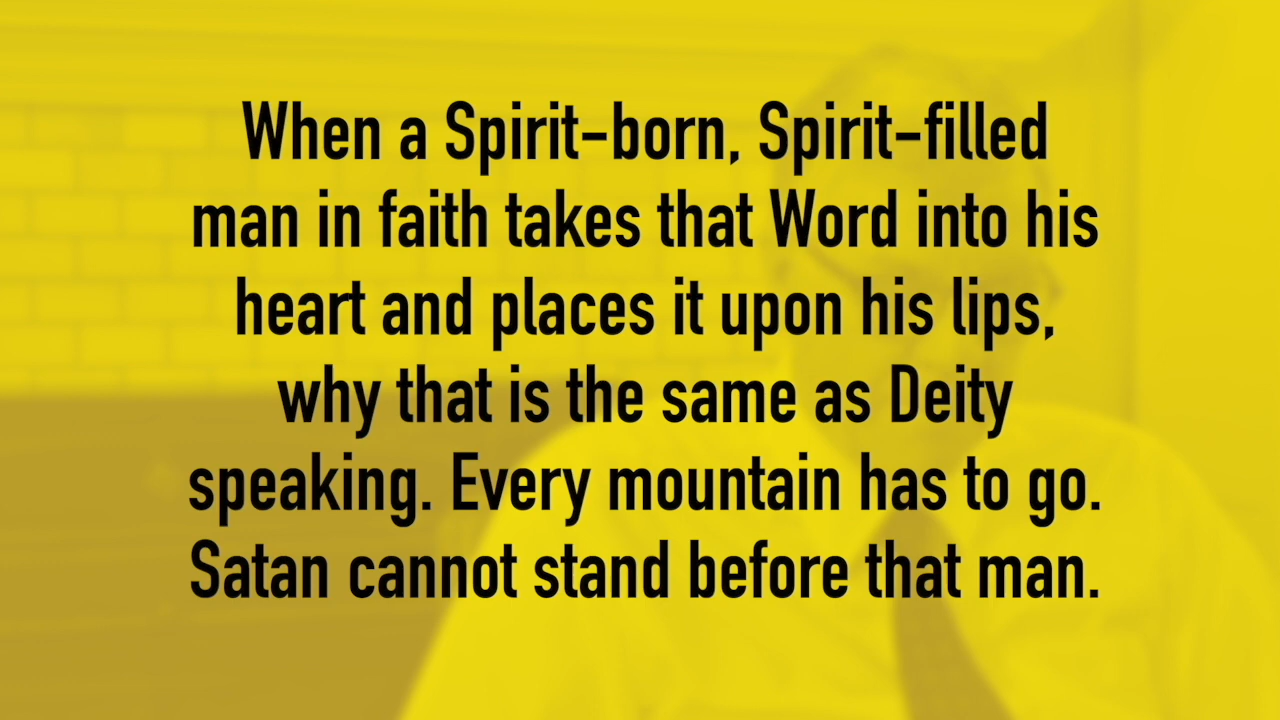 When a Spirit-born, Spirit-filled
man in faith takes that Word into his
heart and places it upon his lips,
why that is the same as Deity
speaking. Every mountain has to go.
Satan cannot stand before that man.